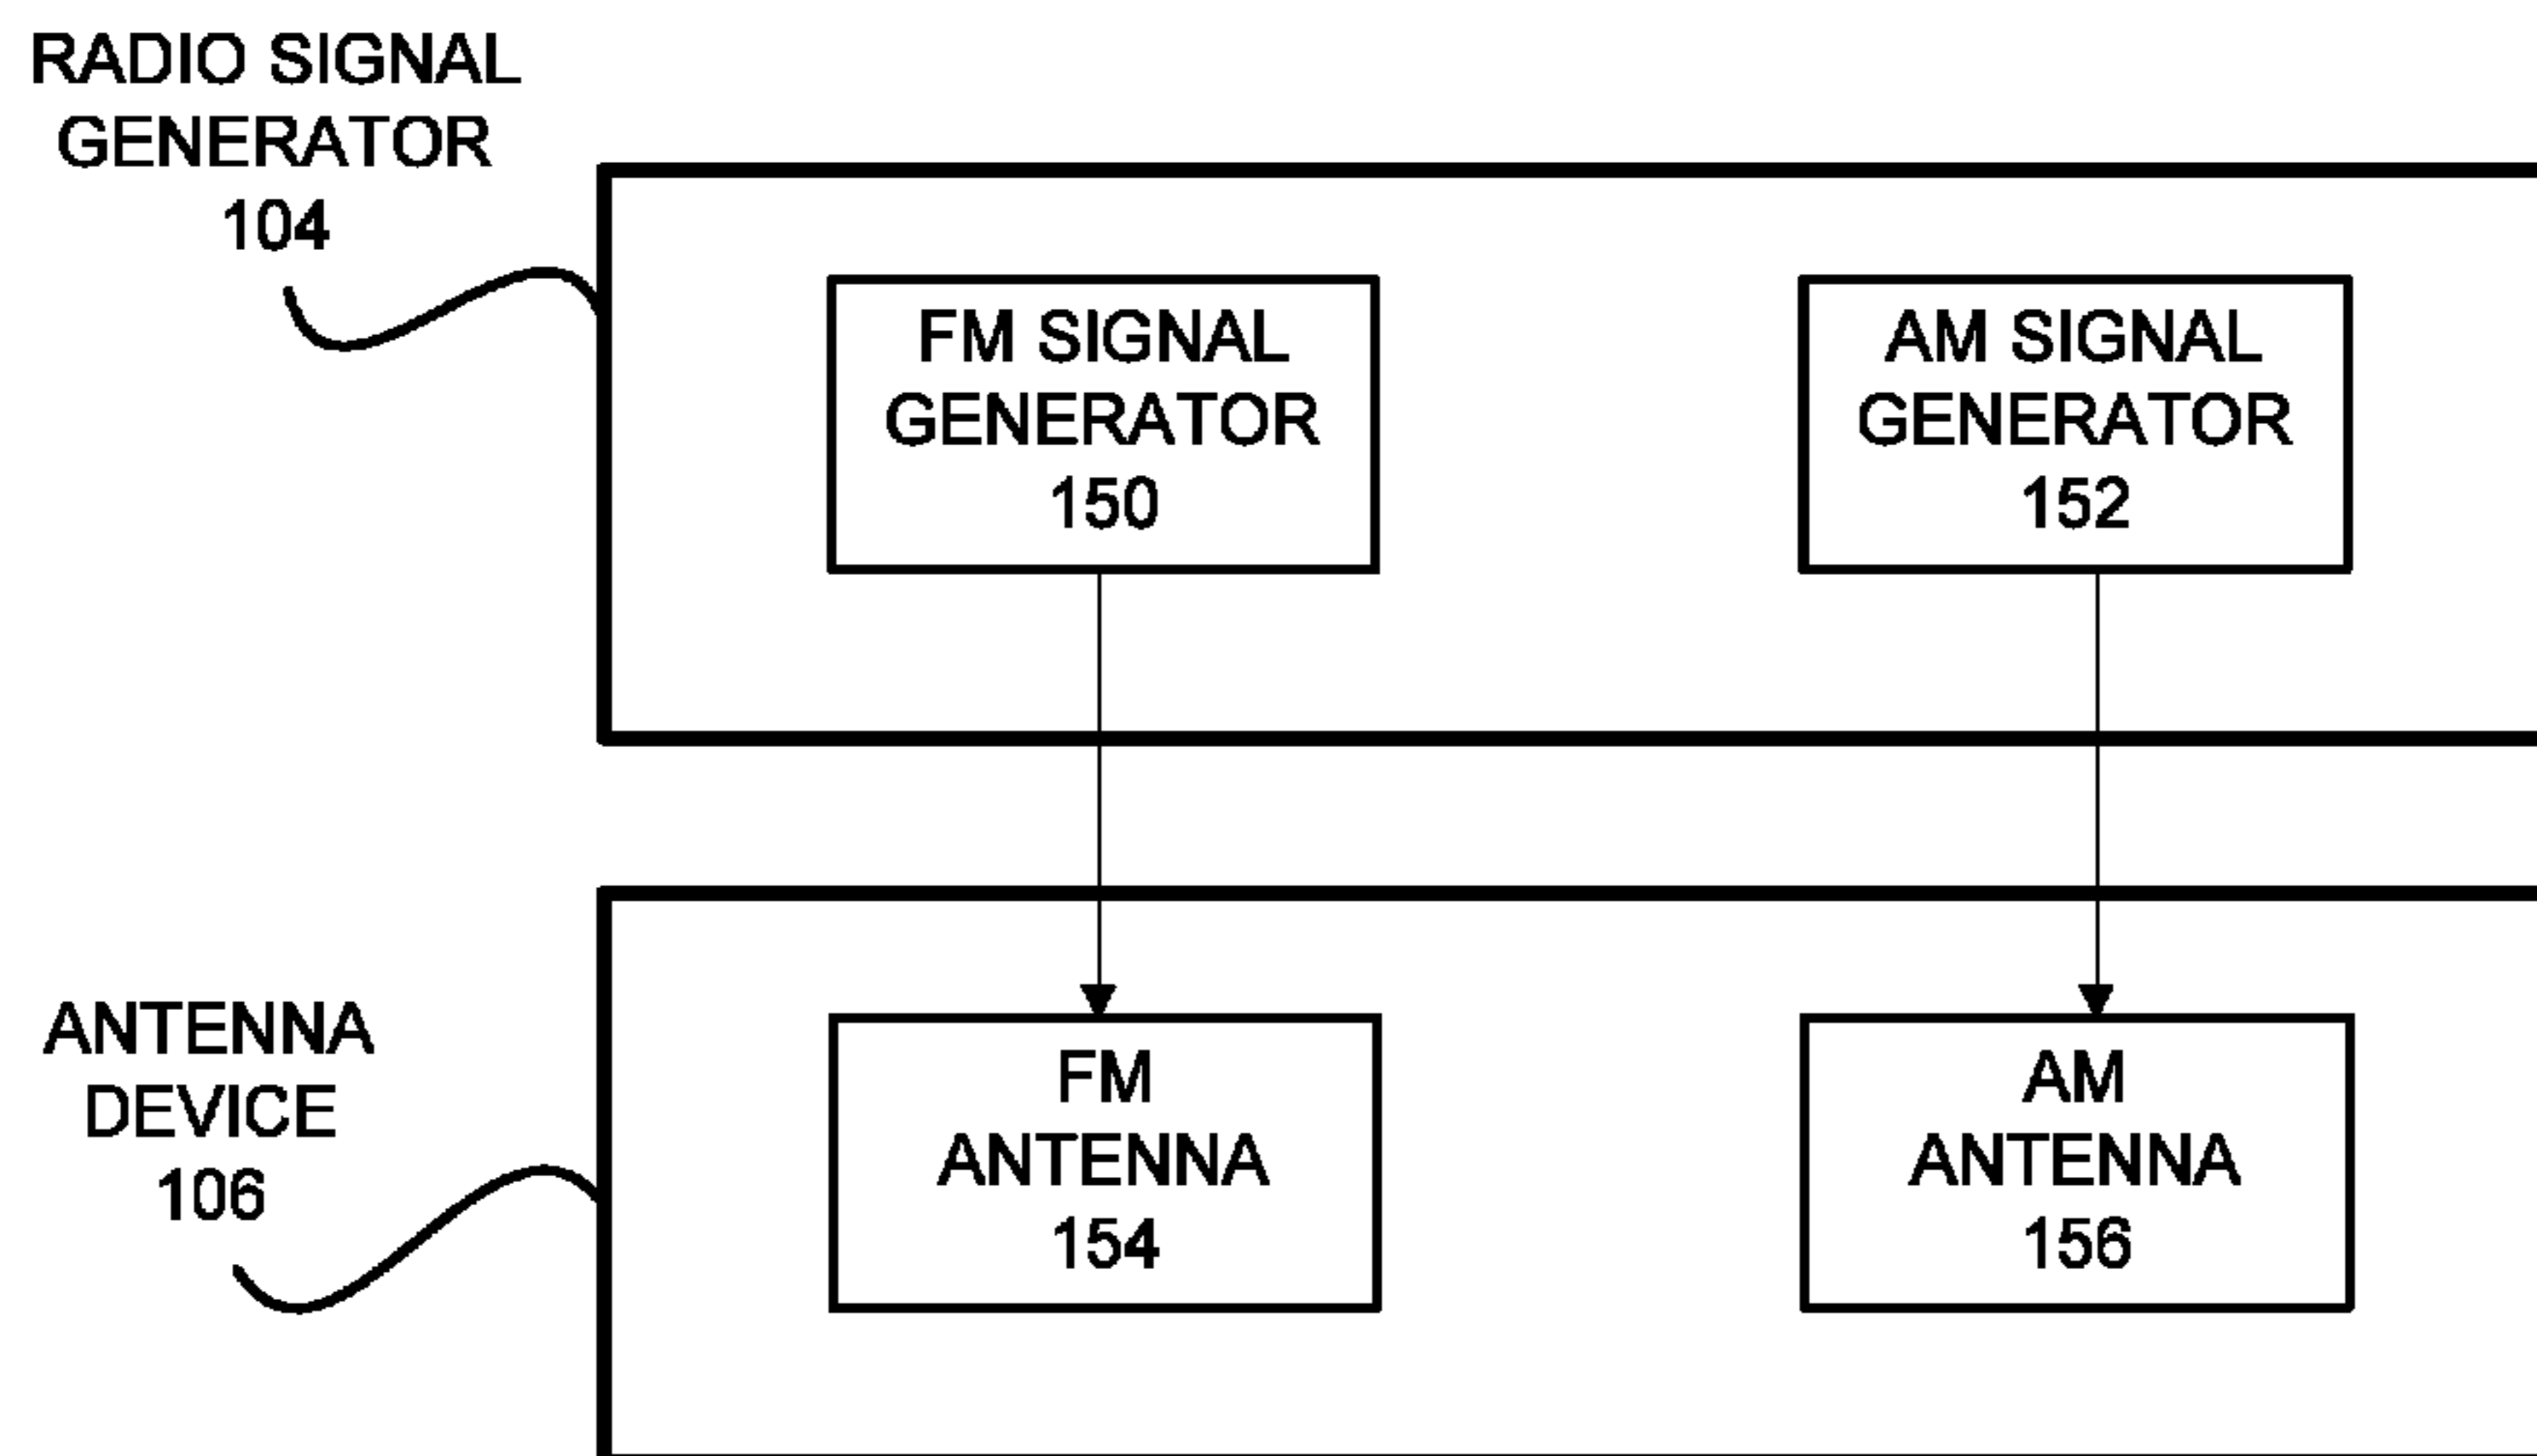 RADIO SIGNAL
GENERATOR
104
FM SIGNAL
GENERATOR
150
AM SIGNAL
GENERATOR
152
ANTENNA
DEVICE
106
FM
ANTENNA
154
AM
ANTENNA
156